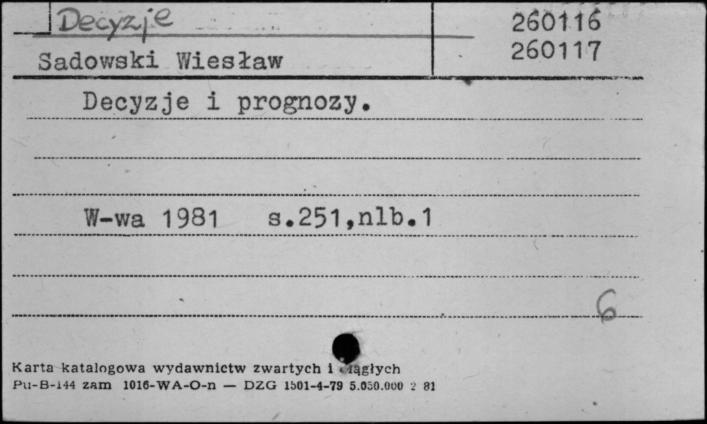 Decyzje
260116
260117
Sadowski Wiesław
Decyzje i prognozy.
W-wa 1981 s.251,nlb.1
6
Karta katalogowa wydawnictw zwartych i ciągłych
Pu-B-144 zam 1016-WA-O-n — DZG 1501-4-79 5.050.000 2 81